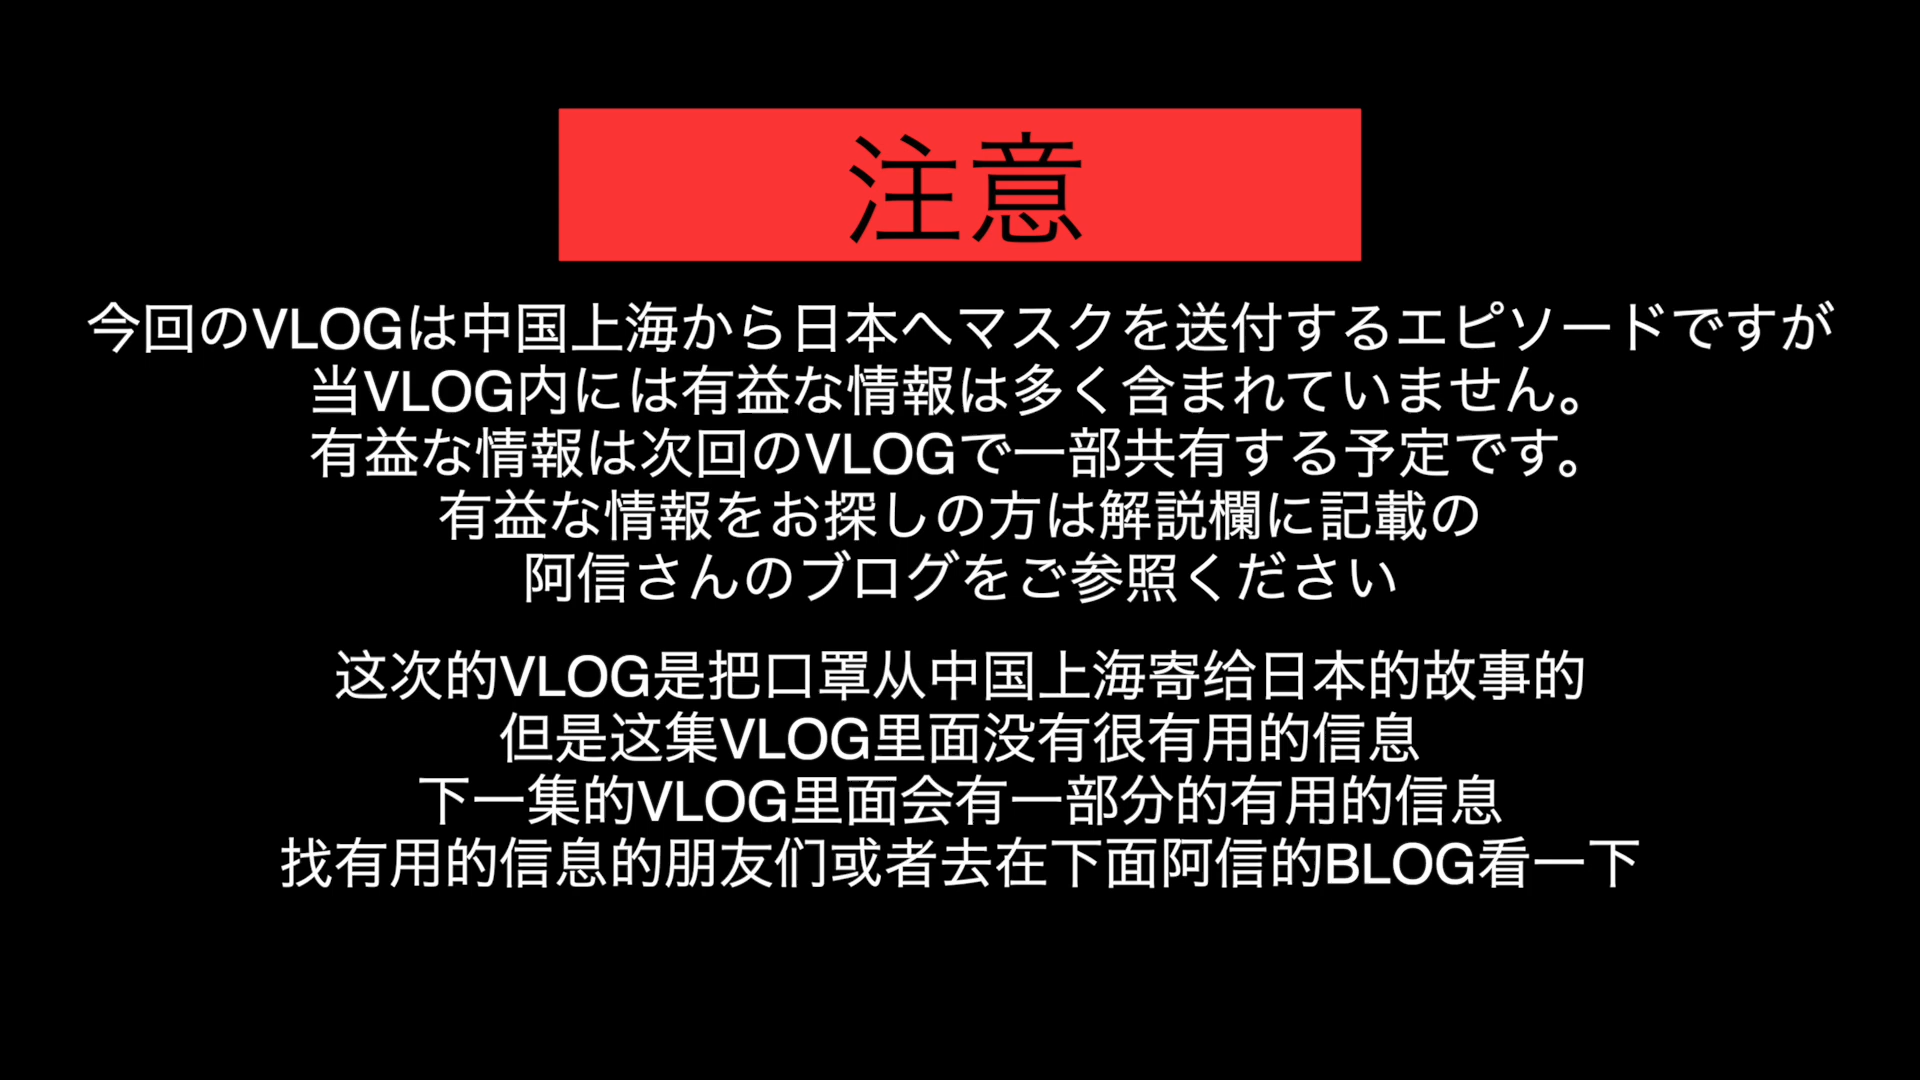 注意
今回のVLOGは中国上海から日本へマスクを送付するエピソードですが
当VLOG内には有益な情報は多く含まれていません。
有益な情報は次回のVLOGで一部共有する予定です。
有益な情報をお探しの方は解説欄に記載の
阿信さんのブログをご参照ください
这次的VLOG是把口罩从中国上海寄给日本的故事的
但是这集VLOG里面没有很有用的信息
下一集的VLOG里面会有一部分的有用的信息
找有用的信息的朋友们或者去在下面阿信的BLOG看一下